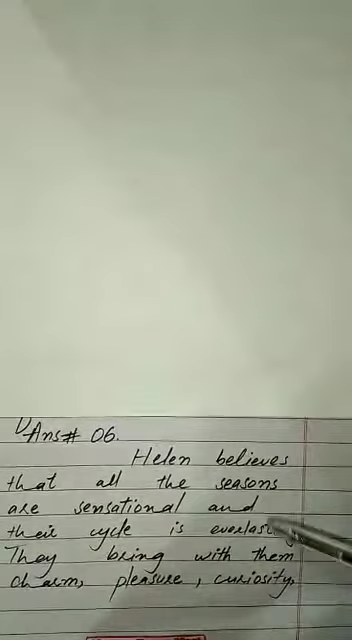 Ans# 06.
Helen believes
that all the seasons
are sensational and
their cycle is
They bring with them
charm, pleasure, curiosity,